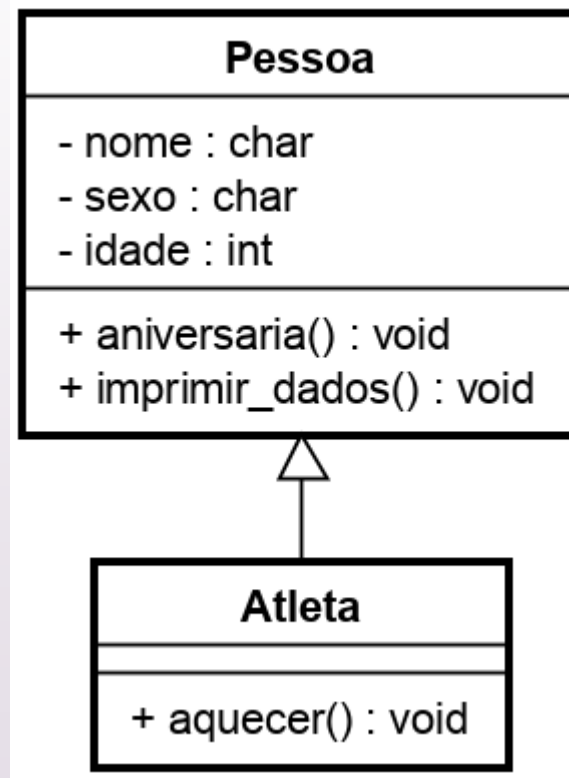 Pessoa
- nome : char
- sexo : char
- idade : int
+ aniversaria() : void
+ imprimir_dados() : void
Atleta
+ aquecer() : void